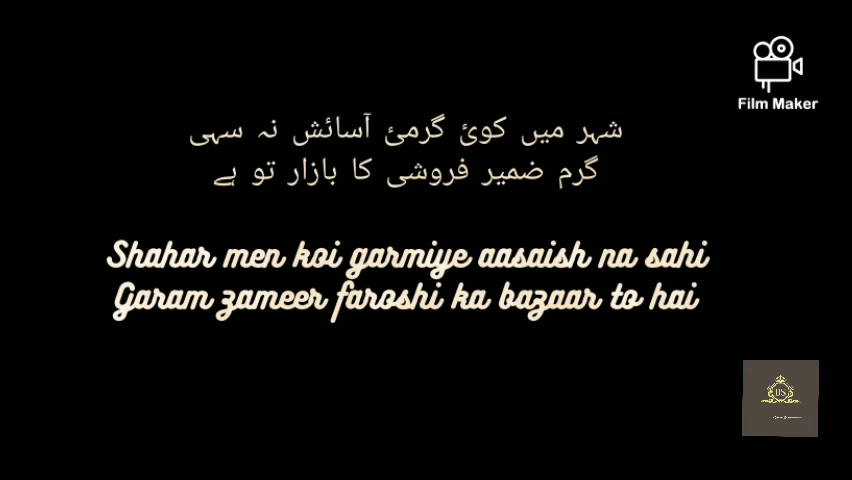 Film Maker
شہر میں کوئ گرمئ آسائش نہ سہی
گرم ضمیر فروشی کا بازار تو ہے
Shahar men koi garmiye aasaish na sahi
Garam zameer faroshi ka bazaar to hai